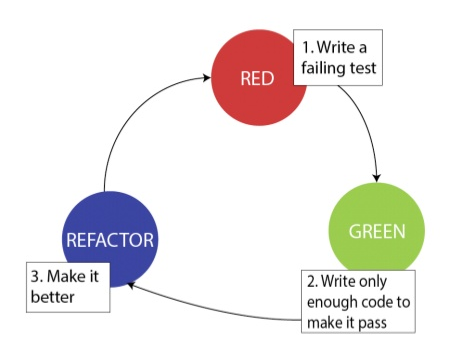 RED
1. Write a
failing test
GREEN
2. Write only
enough code to
make it pass
REFACTOR
3. Make it
better